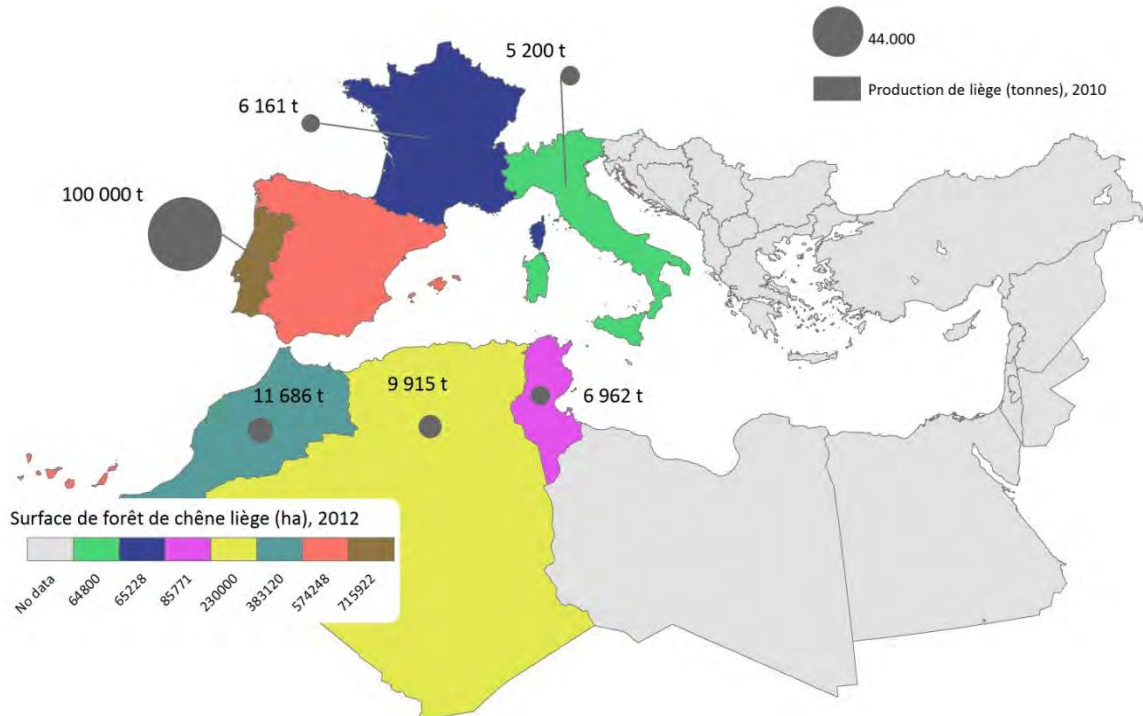 5 200 t
44.000
6 161 t
Production de liège (tonnes), 2010
100 000 t
11 686 t
9 915 t
6 962 t
Surface de forêt de chêne liège (ha), 2012
No data
64800
65228
85771
230000
383120
574248
715922